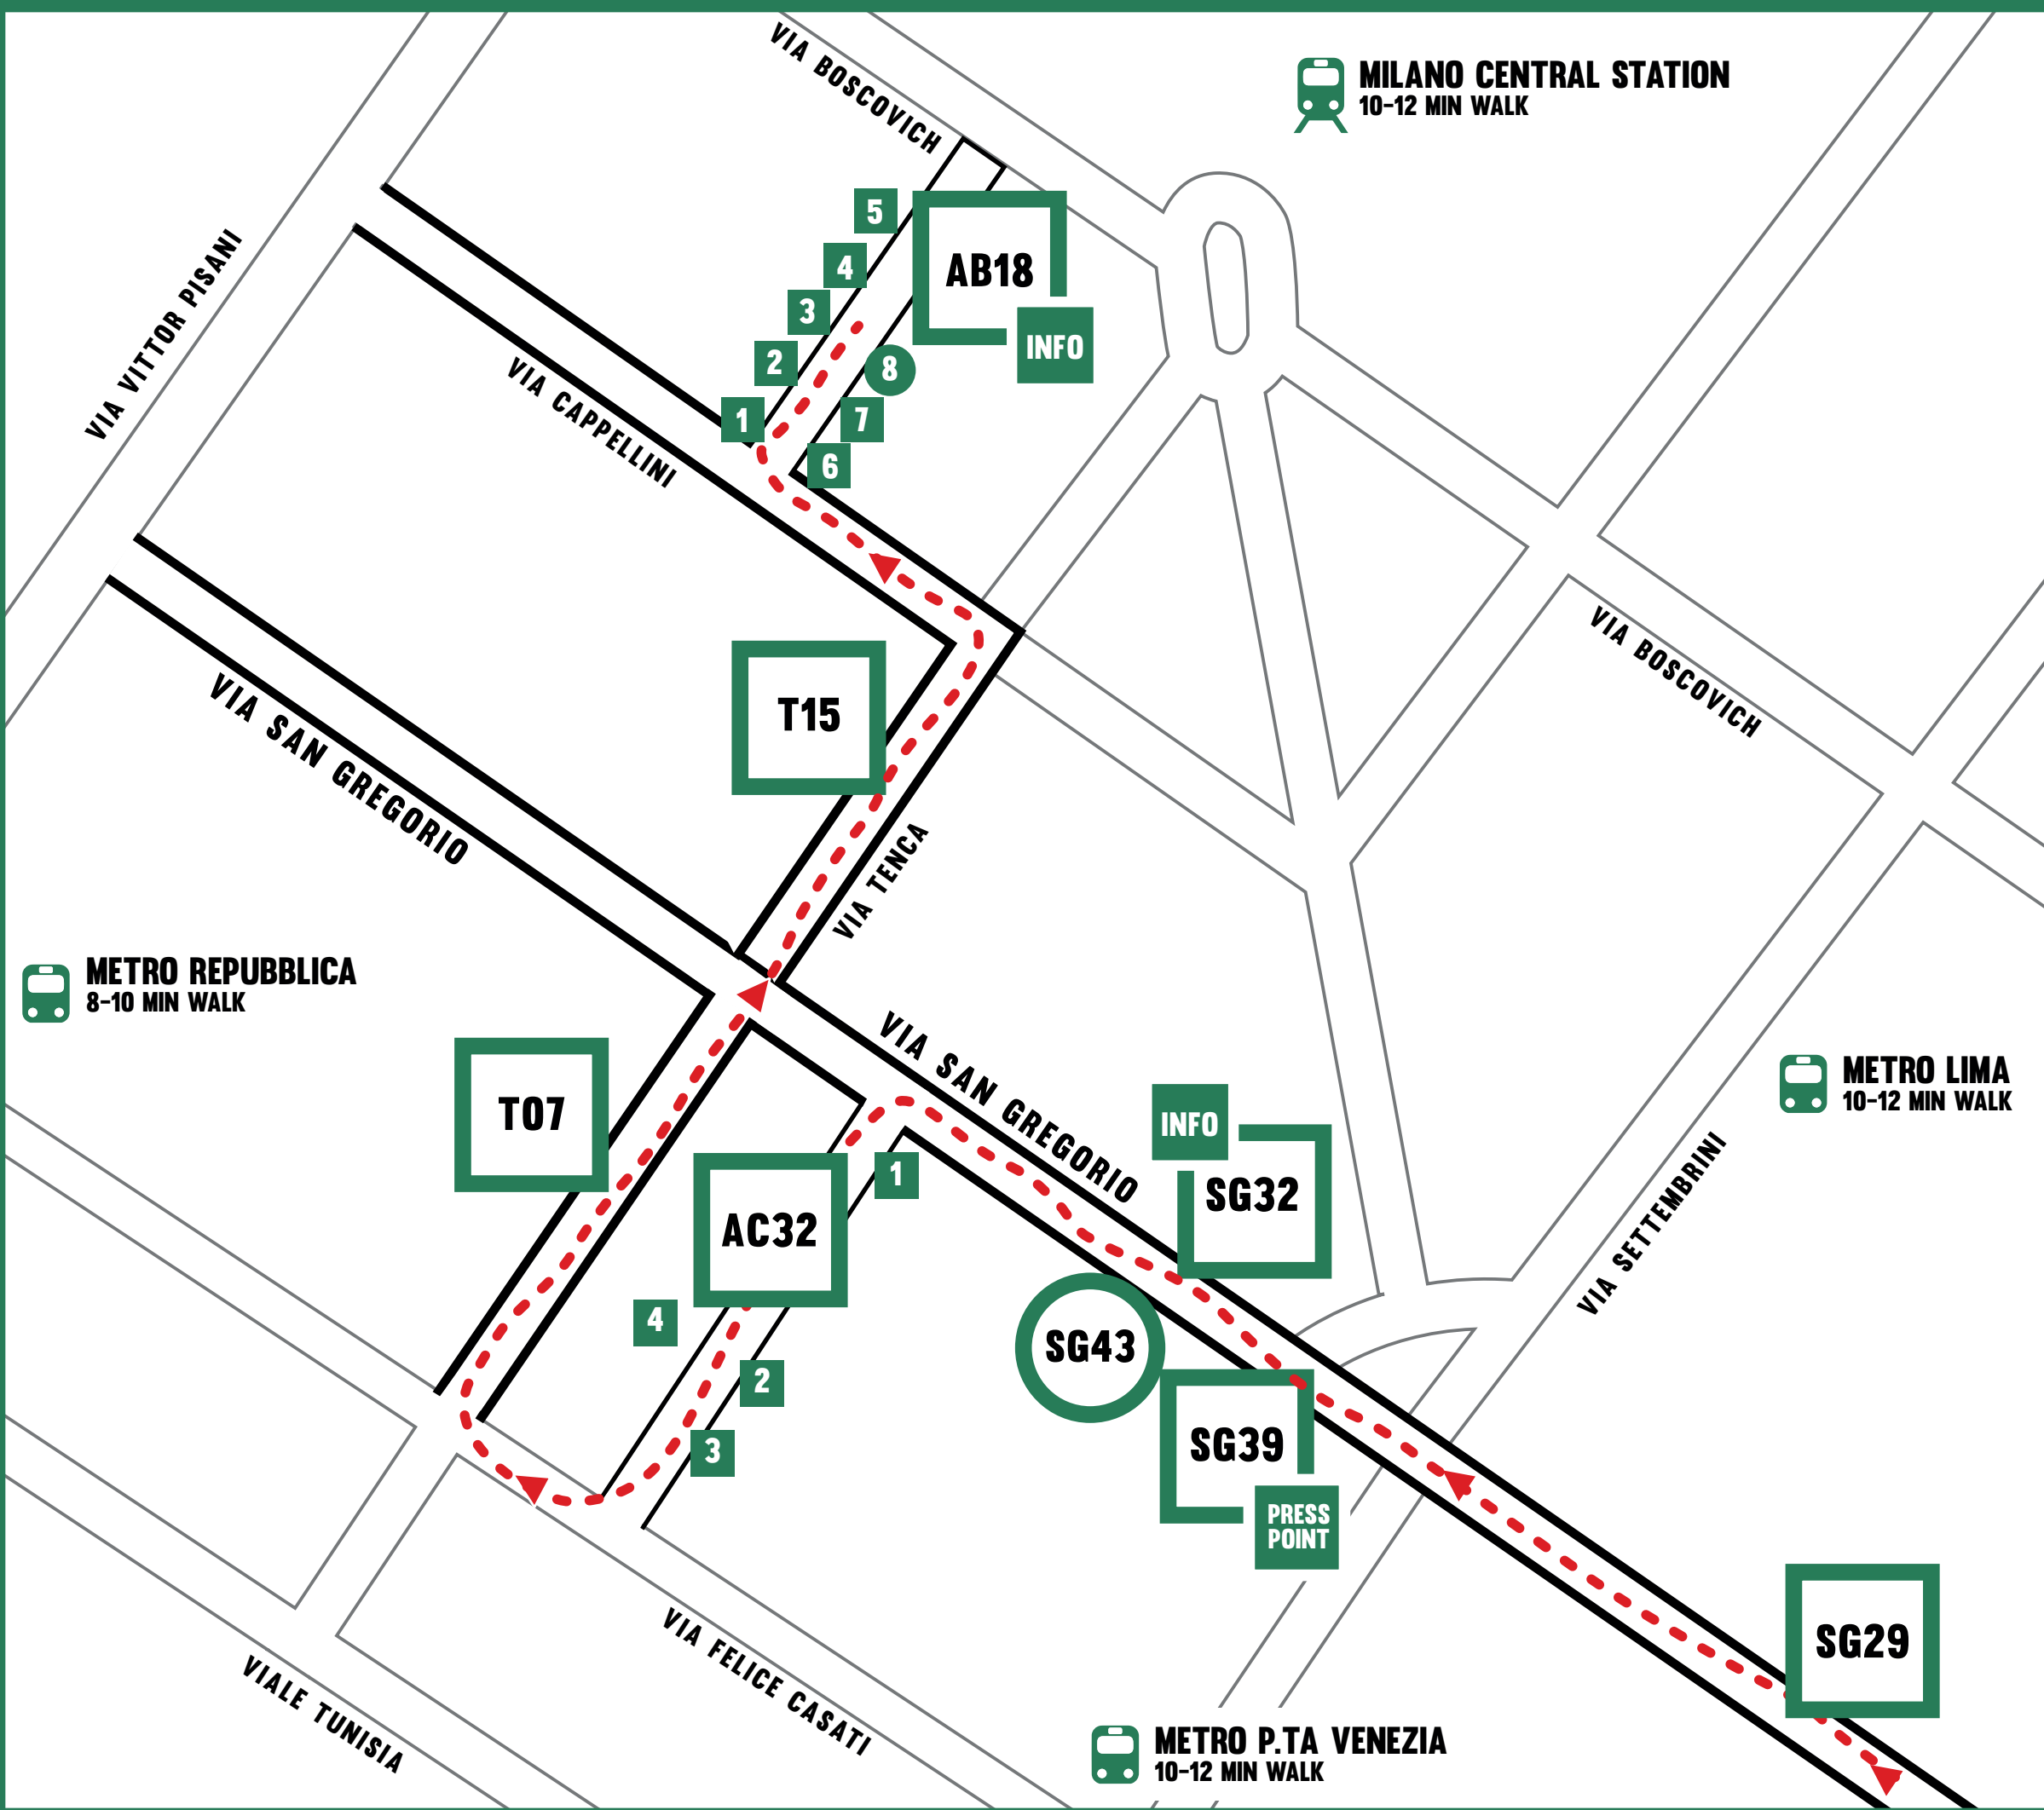 VIA BOSCOVICH
MILANO CENTRAL STATION
10-12 MIN WALK
5
AB18
4
3
INFO
2
8
1
7
6
VIA VITTOR PISANI
VIA CAPPELLINI
VIA BOSCOVICH
T15
VIA SAN GREGORIO
VIA TENCA
METRO REPUBBLICA
8-10 MIN WALK
T07
VIA SAN GREGORIO
METRO LIMA
10-12 MIN WALK
INFO
SG32
1
AC32
VIA SETTEMBRINI
4
SG43
2
SG39
3
PRESS
POINT
SG29
VIA FELICE CASATI
VIALE TUNISIA
METRO P.TA VENEZIA
10-12 MIN WALK